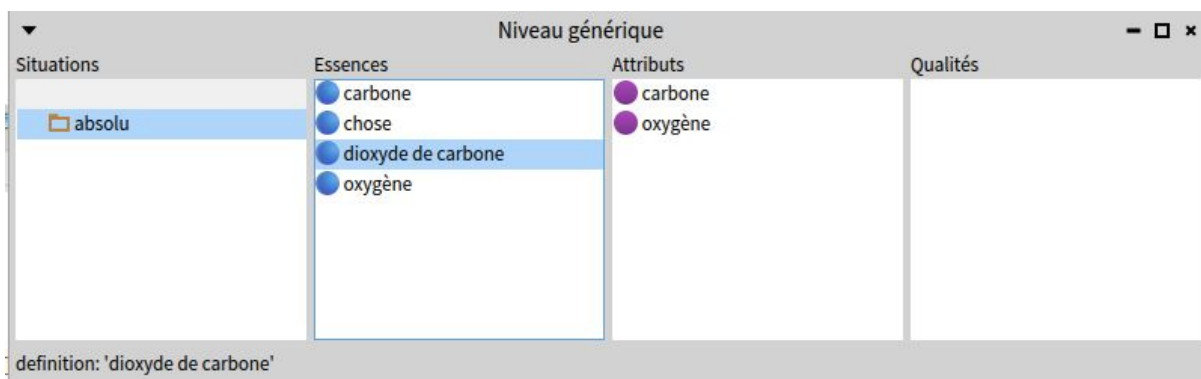 Niveau générique
Situations Essences Attributs Qualités
absolu
carbone
chose
dioxyde de carbone
oxygène
carbone
oxygène
definition: 'dioxyde de carbone'